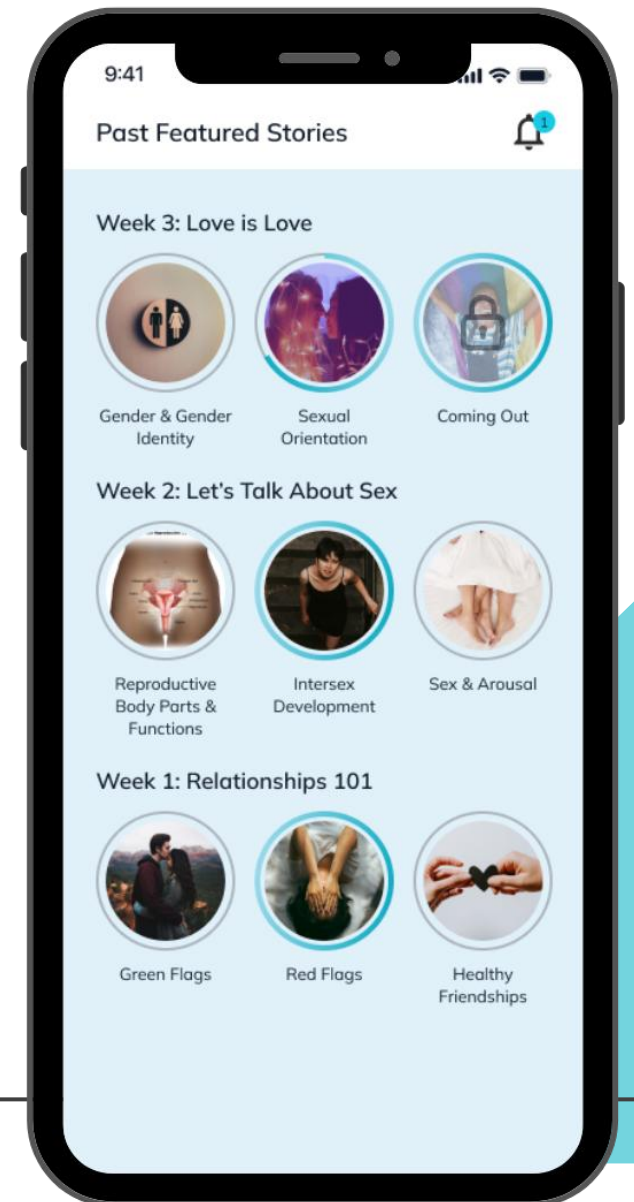 9:41
Past Featured Stories
1
Week 3: Love is Love
Gender & Gender
Identity
Sexual
Orientation
Coming Out
Week 2: Let's Talk About Sex
Reproductive
Body Parts &
Functions
Intersex
Development
Sex & Arousal
Week 1: Relationships 101
Green Flags
Red Flags
Healthy
Friendships